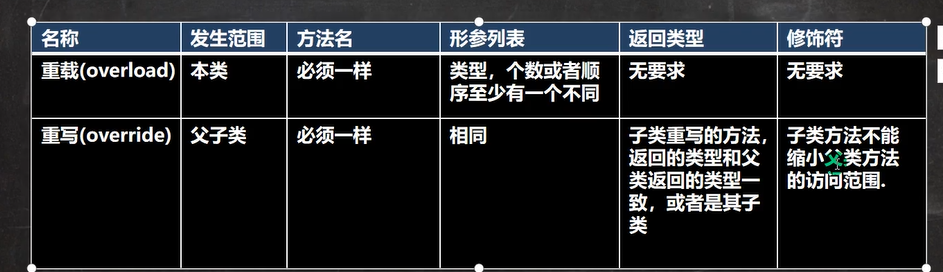 名称 发生范围 方法名 形参列表 返回类型 修饰符
重载(overload) 本类 必须一样 类型，个数或者顺 无要求 无要求
序至少有一个不同
重写(override) 父子类 必须一样 相同 子类重写的方法， 子类方法不能
返回的类型和父 缩小父类方法
类返回的类型一 的访问范围.
致，或者是其子
类